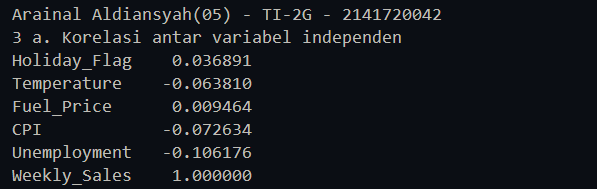 Arainal Aldiansyah(05) - TI-2G - 2141720042
3 a. Korelasi antar variabel independen
Holiday_Flag    0.036891
Temperature    -0.063810
Fuel_Price      0.009464
CPI            -0.072634
Unemployment   -0.106176
Weekly_Sales    1.000000